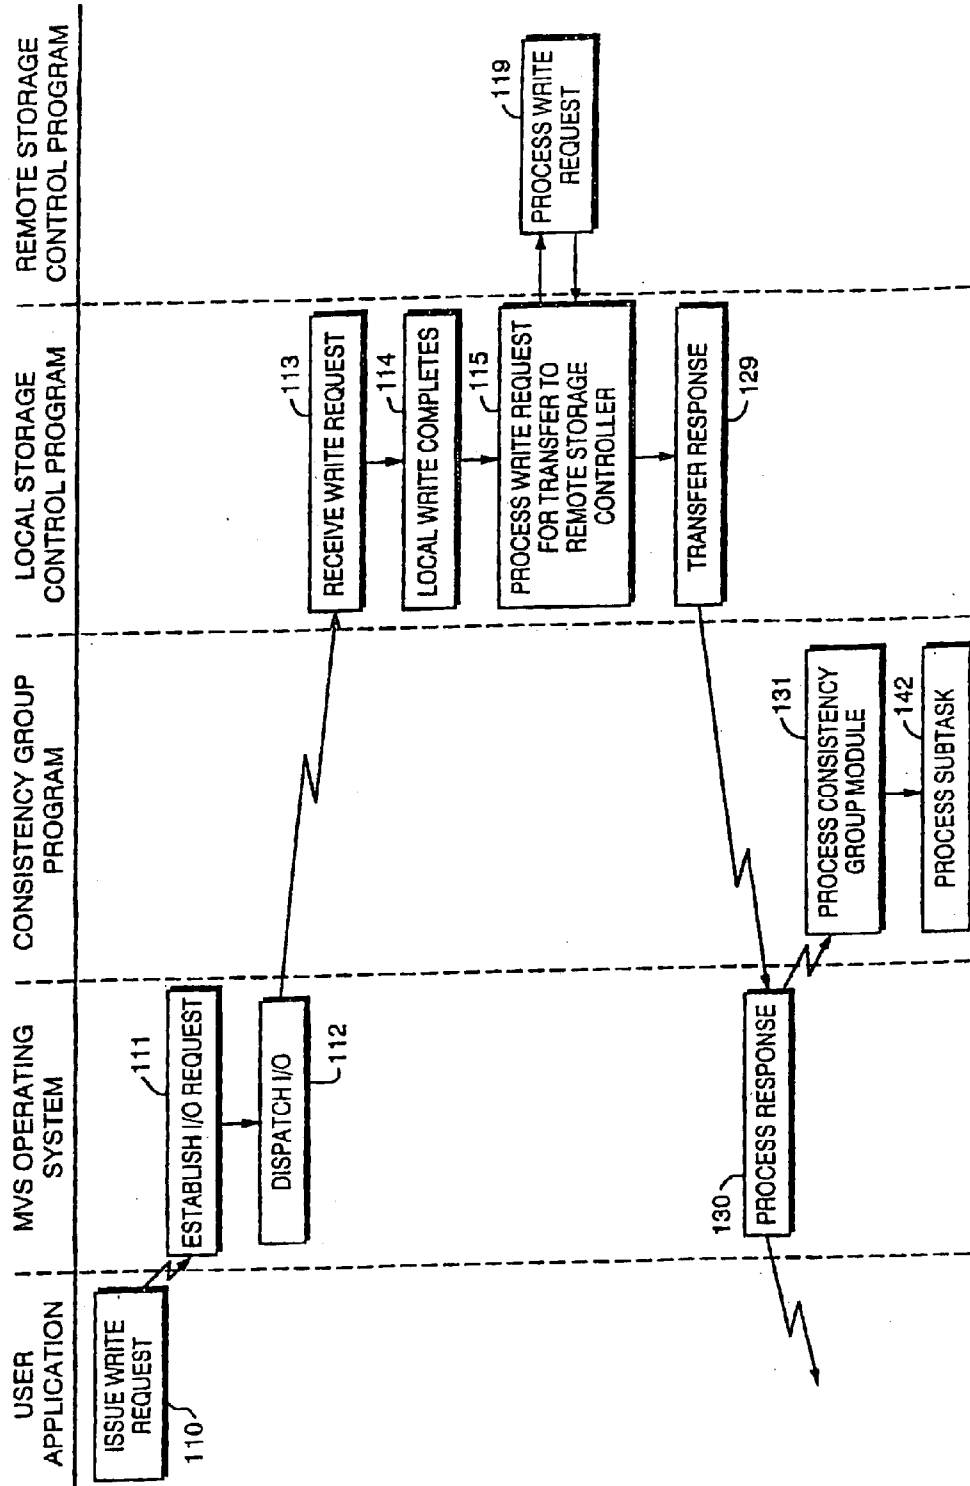 USER
APPLICATION
MVS OPERATING
SYSTEM
CONSISTENCY GROUP
PROGRAM
LOCAL STORAGE
CONTROL PROGRAM
REMOTE STORAGE
CONTROL PROGRAM
ISSUE WRITE
REQUEST
110
111
ESTABLISH I/O REQUEST
DISPATCH I/O
112
113
RECEIVE WRITE REQUEST
114
LOCAL WRITE COMPLETES
115
PROCESS WRITE REQUEST
FOR TRANSFER TO
REMOTE STORAGE
CONTROLLER
119
PROCESS WRITE
REQUEST
TRANSFER RESPONSE
129
130
PROCESS RESPONSE
131
PROCESS CONSISTENCY
GROUP MODULE
142
PROCESS SUBTASK